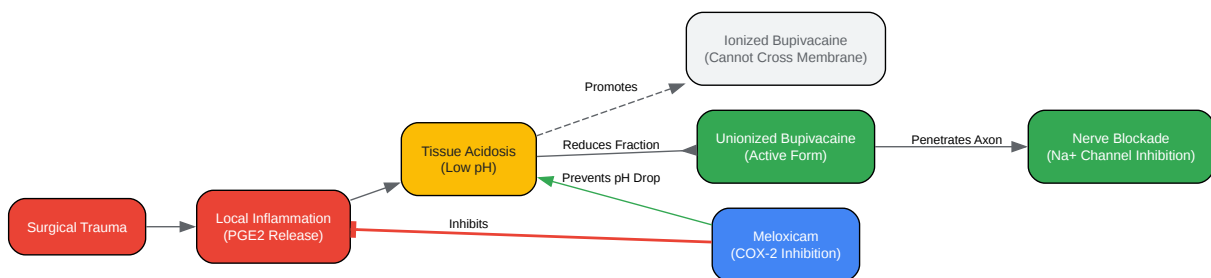 Ionized Bupivacaine
(Cannot Cross Membrane)
Promotes
Tissue Acidosis
(Low pH)
Reduces Fraction
Unionized Bupivacaine
(Active Form)
Penetrates Axon
Nerve Blockade
(Na+ Channel Inhibition)
Prevents pH Drop
Surgical Trauma
Local Inflammation
(PGE2 Release)
Inhibits
Meloxicam
(COX-2 Inhibition)